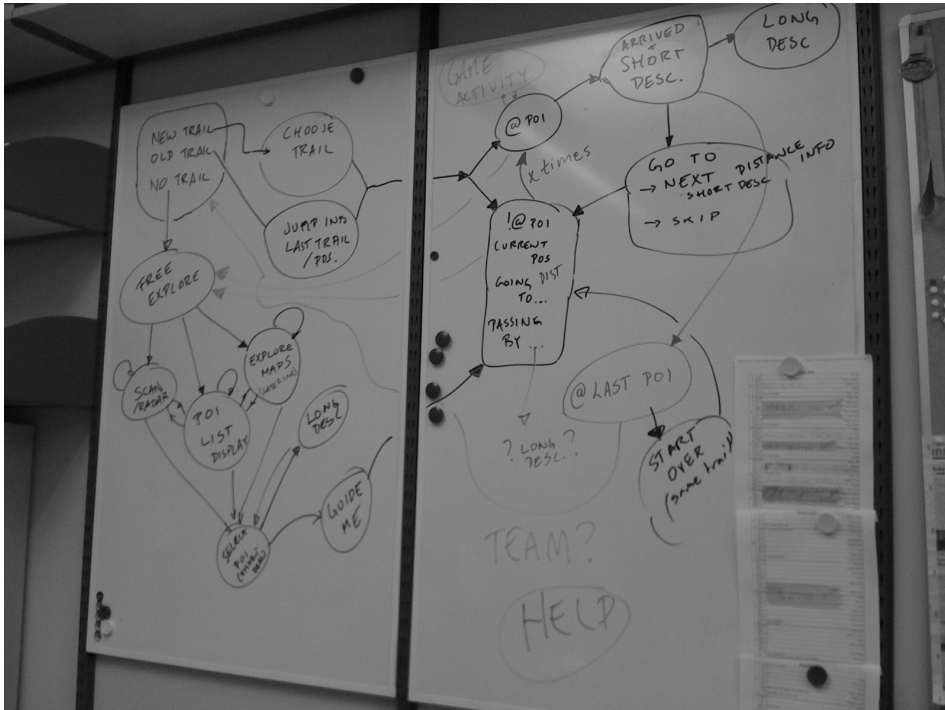 NEW TRAIL
OLD TRAIL
NO TRAIL
CHOOSE
TRAIL
JUMP INTO
LAST TRAIL
/POS.
FREE
EXPLORE
SCAN/
RADAR
POI
LIST
DISPLAY
EXPLORE
MAPS
LONG
DESC
SELECT
POI
GUIDE
ME
GAME
ACTIVITY
@ POI
ARRIVED
+
SHORT
DESC.
LONG
DESC
X times
GO TO
→ NEXT DISTANCE INFO
SHORT DESC
→ SKIP
!@ POI
CURRENT
POS
GOING DIST
TO...
PASSING
BY ...
@ LAST POI
? LONG ?
DESC..
START
OVER
(same trail)
TEAM?
HELP